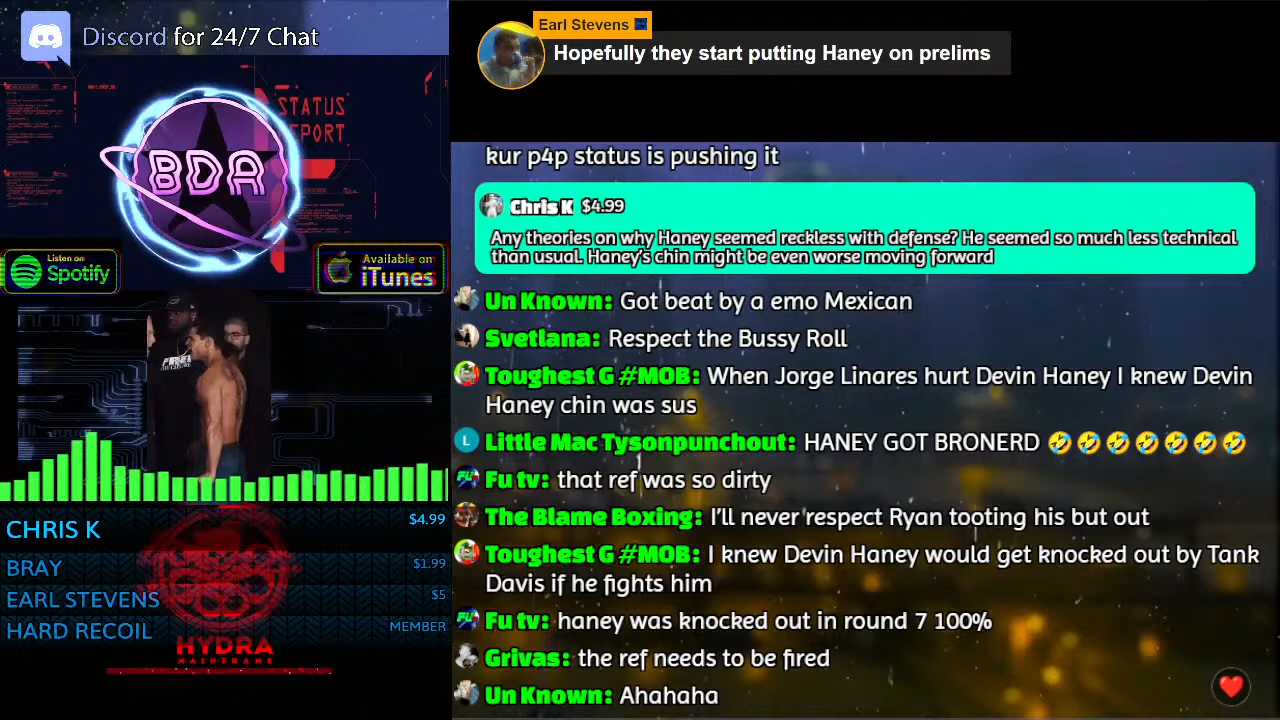 Discord for 24/7 Chat
STATUS
BDA
Listen on
Spotify
Available on
iTunes
CHRIS K $4.99
BRAY $1.99
EARL STEVENS $5
HARD RECOIL MEMBER
HYDRA
MAINFRAME
Earl Stevens
Hopefully they start putting Haney on prelims
kur p4p status is pushing it
Chris K $4.99
Any theories on why Haney seemed reckless with defense? He seemed so much less technical
than usual. Haney's chin might be even worse moving forward
Un Known: Got beat by a emo Mexican
Svetlana: Respect the Bussy Roll
Toughest G #MOB: When Jorge Linares hurt Devin Haney I knew Devin
Haney chin was sus
L Little Mac Tysonpunchout: HANEY GOT BRONERD 🤣🤣🤣🤣🤣🤣🤣
Fu tv: that ref was so dirty
The Blame Boxing: I'll never respect Ryan tooting his but out
Toughest G #MOB: I knew Devin Haney would get knocked out by Tank
Davis if he fights him
Fu tv: haney was knocked out in round 7 100%
Grivas: the ref needs to be fired
Un Known: Ahahaha